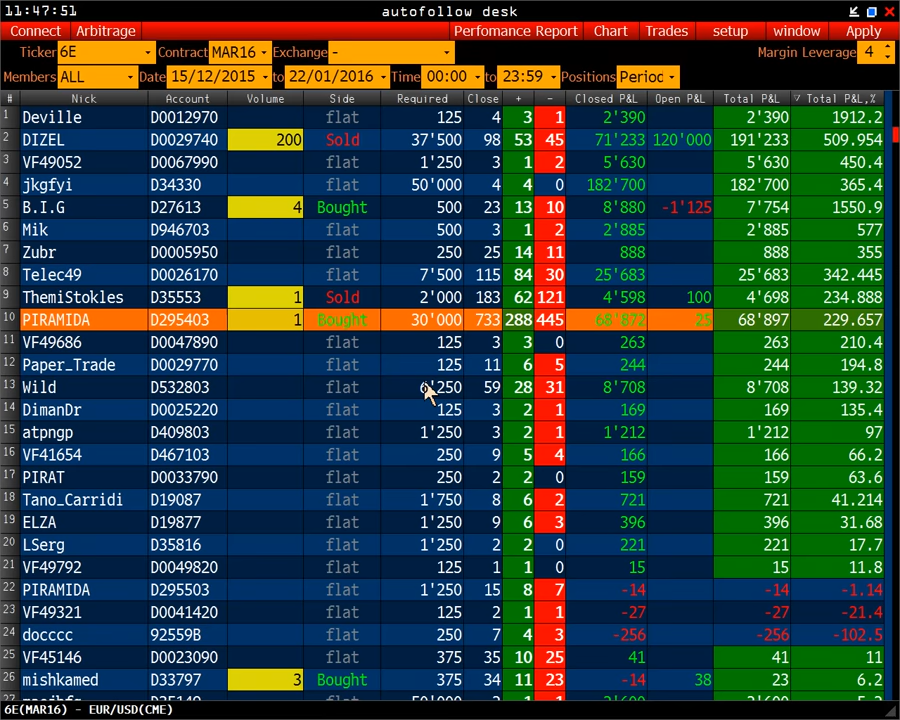 11:47:51 autofollow desk
Connect Arbitrage Perfomance Report Chart Trades setup window Apply
Ticker 6E Contract MAR16 Exchange - Margin Leverage 4
Members ALL Date 15/12/2015 to 22/01/2016 Time 00:00 to 23:59 Positions Perioc
# Nick Account Volume Side Required Close + - Closed P&L Open P&L Total P&L Total P&L,%
1 Deville D0012970 flat 125 4 3 1 2'390 2'390 1912.2
2 DIZEL D0029740 200 Sold 37'500 98 53 45 71'233 120'000 191'233 509.954
3 VF49052 D0067990 flat 1'250 3 1 2 5'630 5'630 450.4
4 jkgfyi D34330 flat 50'000 4 4 0 182'700 182'700 365.4
5 B.I.G D27613 4 Bought 500 23 13 10 8'880 -1'125 7'754 1550.9
6 Mik D946703 flat 500 3 1 2 2'885 2'885 577
7 Zubr D0005950 flat 250 25 14 11 888 888 355
8 Telec49 D0026170 flat 7'500 115 84 30 25'683 25'683 342.445
9 ThemiStokles D35553 1 Sold 2'000 183 62 121 4'598 100 4'698 234.888
10 PIRAMIDA D295403 1 Bought 30'000 733 288 445 68'872 25 68'897 229.657
11 VF49686 D0047890 flat 125 3 3 0 263 263 210.4
12 Paper_Trade D0029770 flat 125 11 6 5 244 244 194.8
13 Wild D532803 flat 6'250 59 28 31 8'708 8'708 139.32
14 DimanDr D0025220 flat 125 3 2 1 169 169 135.4
15 atpngp D409803 flat 1'250 3 2 1 1'212 1'212 97
16 VF41654 D467103 flat 250 9 5 4 166 166 66.2
17 PIRAT D0033790 flat 250 2 2 0 159 159 63.6
18 Tano_Carridi D19087 flat 1'750 8 6 2 721 721 41.214
19 ELZA D19877 flat 1'250 9 6 3 396 396 31.68
20 LSerg D35816 flat 1'250 2 2 0 221 221 17.7
21 VF49792 D0049820 flat 125 1 1 0 15 15 11.8
22 PIRAMIDA D295503 flat 1'250 15 8 7 -14 -14 -1.14
23 VF49321 D0041420 flat 125 2 1 1 -27 -27 -21.4
24 docccc 92559B flat 250 7 4 3 -256 -256 -102.5
25 VF45146 D0023090 flat 375 35 10 25 41 41 11
26 mishkamed D33797 3 Bought 375 34 11 23 -14 38 23 6.2
6E(MAR16) - EUR/USD(CME)